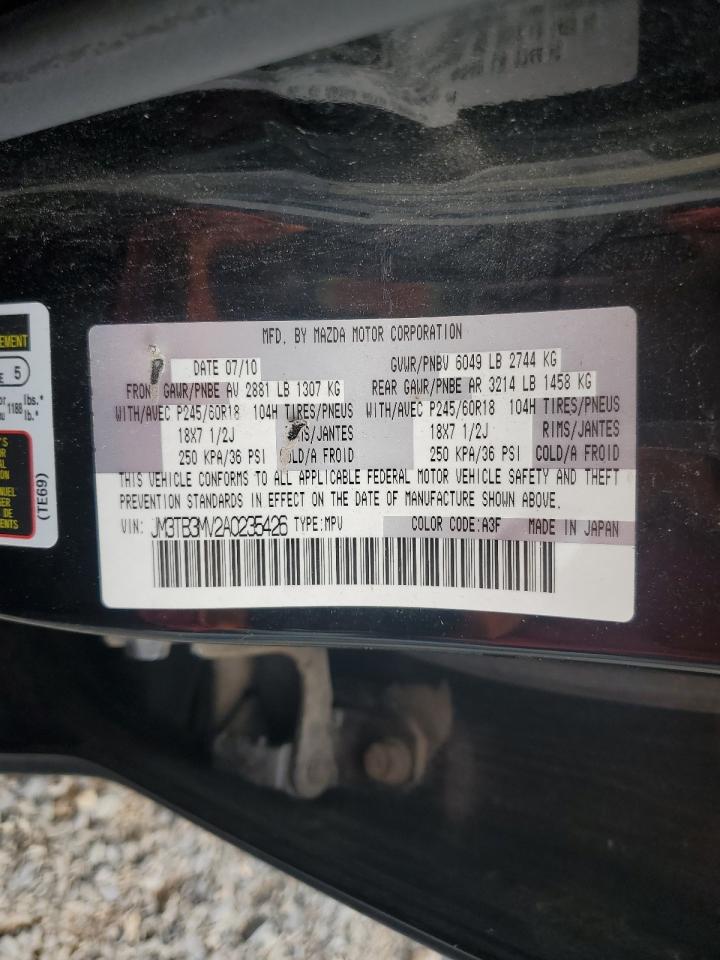 MFD. BY MAZDA MOTOR CORPORATION
DATE 07/10 GVWR/PNBV 6049 LB 2744 KG
FRONT GAWR/PNBE AV 2881 LB 1307 KG REAR GAWR/PNBE AR 3214 LB 1458 KG
WITH/AVEC P245/60R18 104H TIRES/PNEUS WITH/AVEC P245/60R18 104H TIRES/PNEUS
18X7 1/2J RIMS/JANTES 18X7 1/2J RIMS/JANTES
250 KPA/36 PSI COLD/A FROID 250 KPA/36 PSI COLD/A FROID
THIS VEHICLE CONFORMS TO ALL APPLICABLE FEDERAL MOTOR VEHICLE SAFETY AND THEFT
PREVENTION STANDARDS IN EFFECT ON THE DATE OF MANUFACTURE SHOWN ABOVE.
VIN: JM3TB3MV2A0235426 TYPE:MPV COLOR CODE:A3F MADE IN JAPAN
5
lbs.*
1188 lb.*
(TE69)